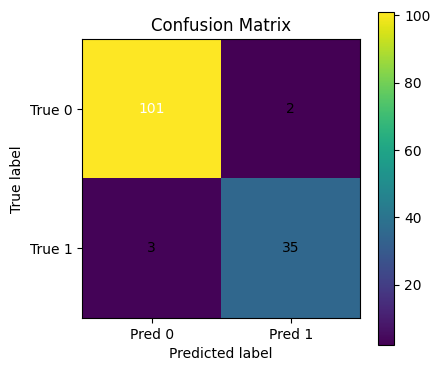 Confusion Matrix
True label
True 0
101
2
True 1
3
35
Pred 0
Pred 1
Predicted label
100
80
60
40
20